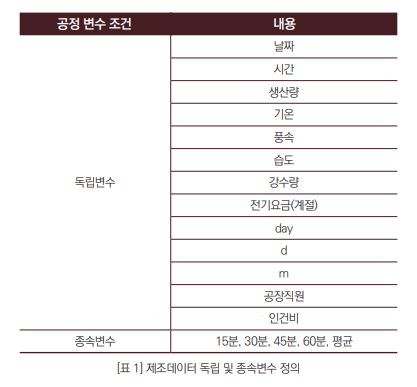 공정 변수 조건 내용
날짜
시간
생산량
기온
풍속
습도
독립변수 강수량
전기요금(계절)
day
d
m
공장직원
인건비
종속변수 15분, 30분, 45분, 60분, 평균
[표 1] 제조데이터 독립 및 종속변수 정의